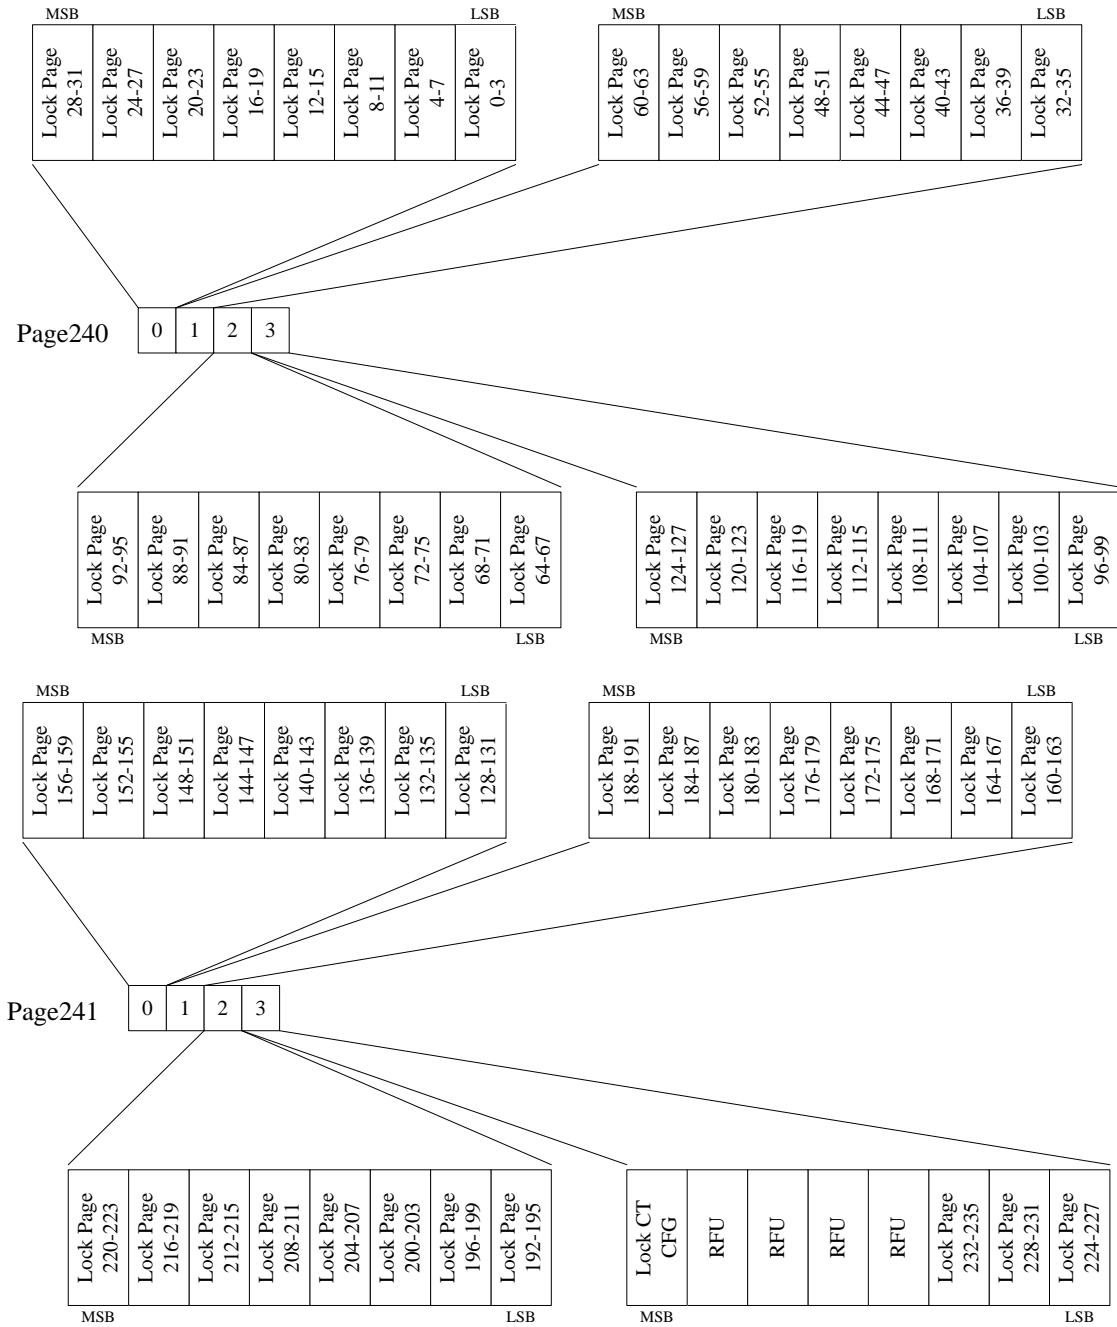 MSB LSB
Lock Page
28-31
Lock Page
24-27
Lock Page
20-23
Lock Page
16-19
Lock Page
12-15
Lock Page
8-11
Lock Page
4-7
Lock Page
0-3
MSB LSB
Lock Page
60-63
Lock Page
56-59
Lock Page
52-55
Lock Page
48-51
Lock Page
44-47
Lock Page
40-43
Lock Page
36-39
Lock Page
32-35
Page240 0 1 2 3
Lock Page
92-95
Lock Page
88-91
Lock Page
84-87
Lock Page
80-83
Lock Page
76-79
Lock Page
72-75
Lock Page
68-71
Lock Page
64-67
MSB LSB
Lock Page
124-127
Lock Page
120-123
Lock Page
116-119
Lock Page
112-115
Lock Page
108-111
Lock Page
104-107
Lock Page
100-103
Lock Page
96-99
MSB LSB
MSB LSB
Lock Page
156-159
Lock Page
152-155
Lock Page
148-151
Lock Page
144-147
Lock Page
140-143
Lock Page
136-139
Lock Page
132-135
Lock Page
128-131
MSB LSB
Lock Page
188-191
Lock Page
184-187
Lock Page
180-183
Lock Page
176-179
Lock Page
172-175
Lock Page
168-171
Lock Page
164-167
Lock Page
160-163
Page241 0 1 2 3
Lock Page
220-223
Lock Page
216-219
Lock Page
212-215
Lock Page
208-211
Lock Page
204-207
Lock Page
200-203
Lock Page
196-199
Lock Page
192-195
MSB LSB
Lock CT
CFG
RFU
RFU
RFU
RFU
Lock Page
232-235
Lock Page
228-231
Lock Page
224-227
MSB LSB